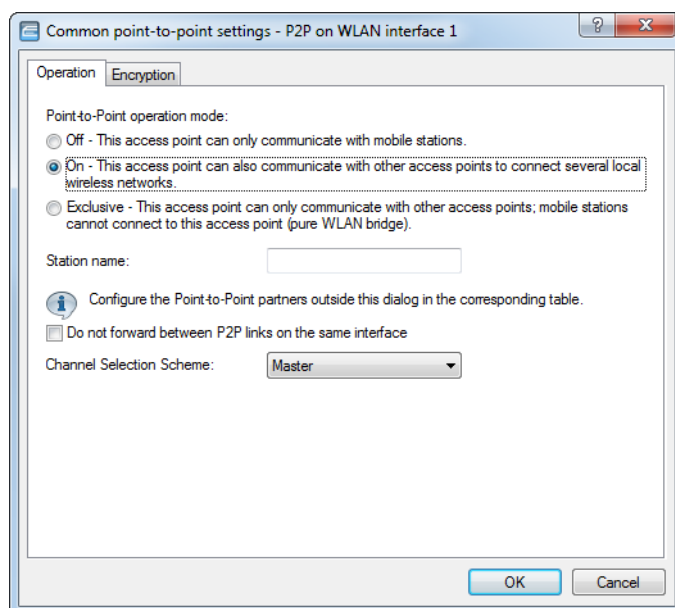 Common point-to-point settings - P2P on WLAN interface 1
Operation
Encryption
Point-to-Point operation mode:
Off - This access point can only communicate with mobile stations.
On - This access point can also communicate with other access points to connect several local
wireless networks.
Exclusive - This access point can only communicate with other access points; mobile stations
cannot connect to this access point (pure WLAN bridge).
Station name:
Configure the Point-to-Point partners outside this dialog in the corresponding table.
Do not forward between P2P links on the same interface
Channel Selection Scheme:
Master
OK
Cancel